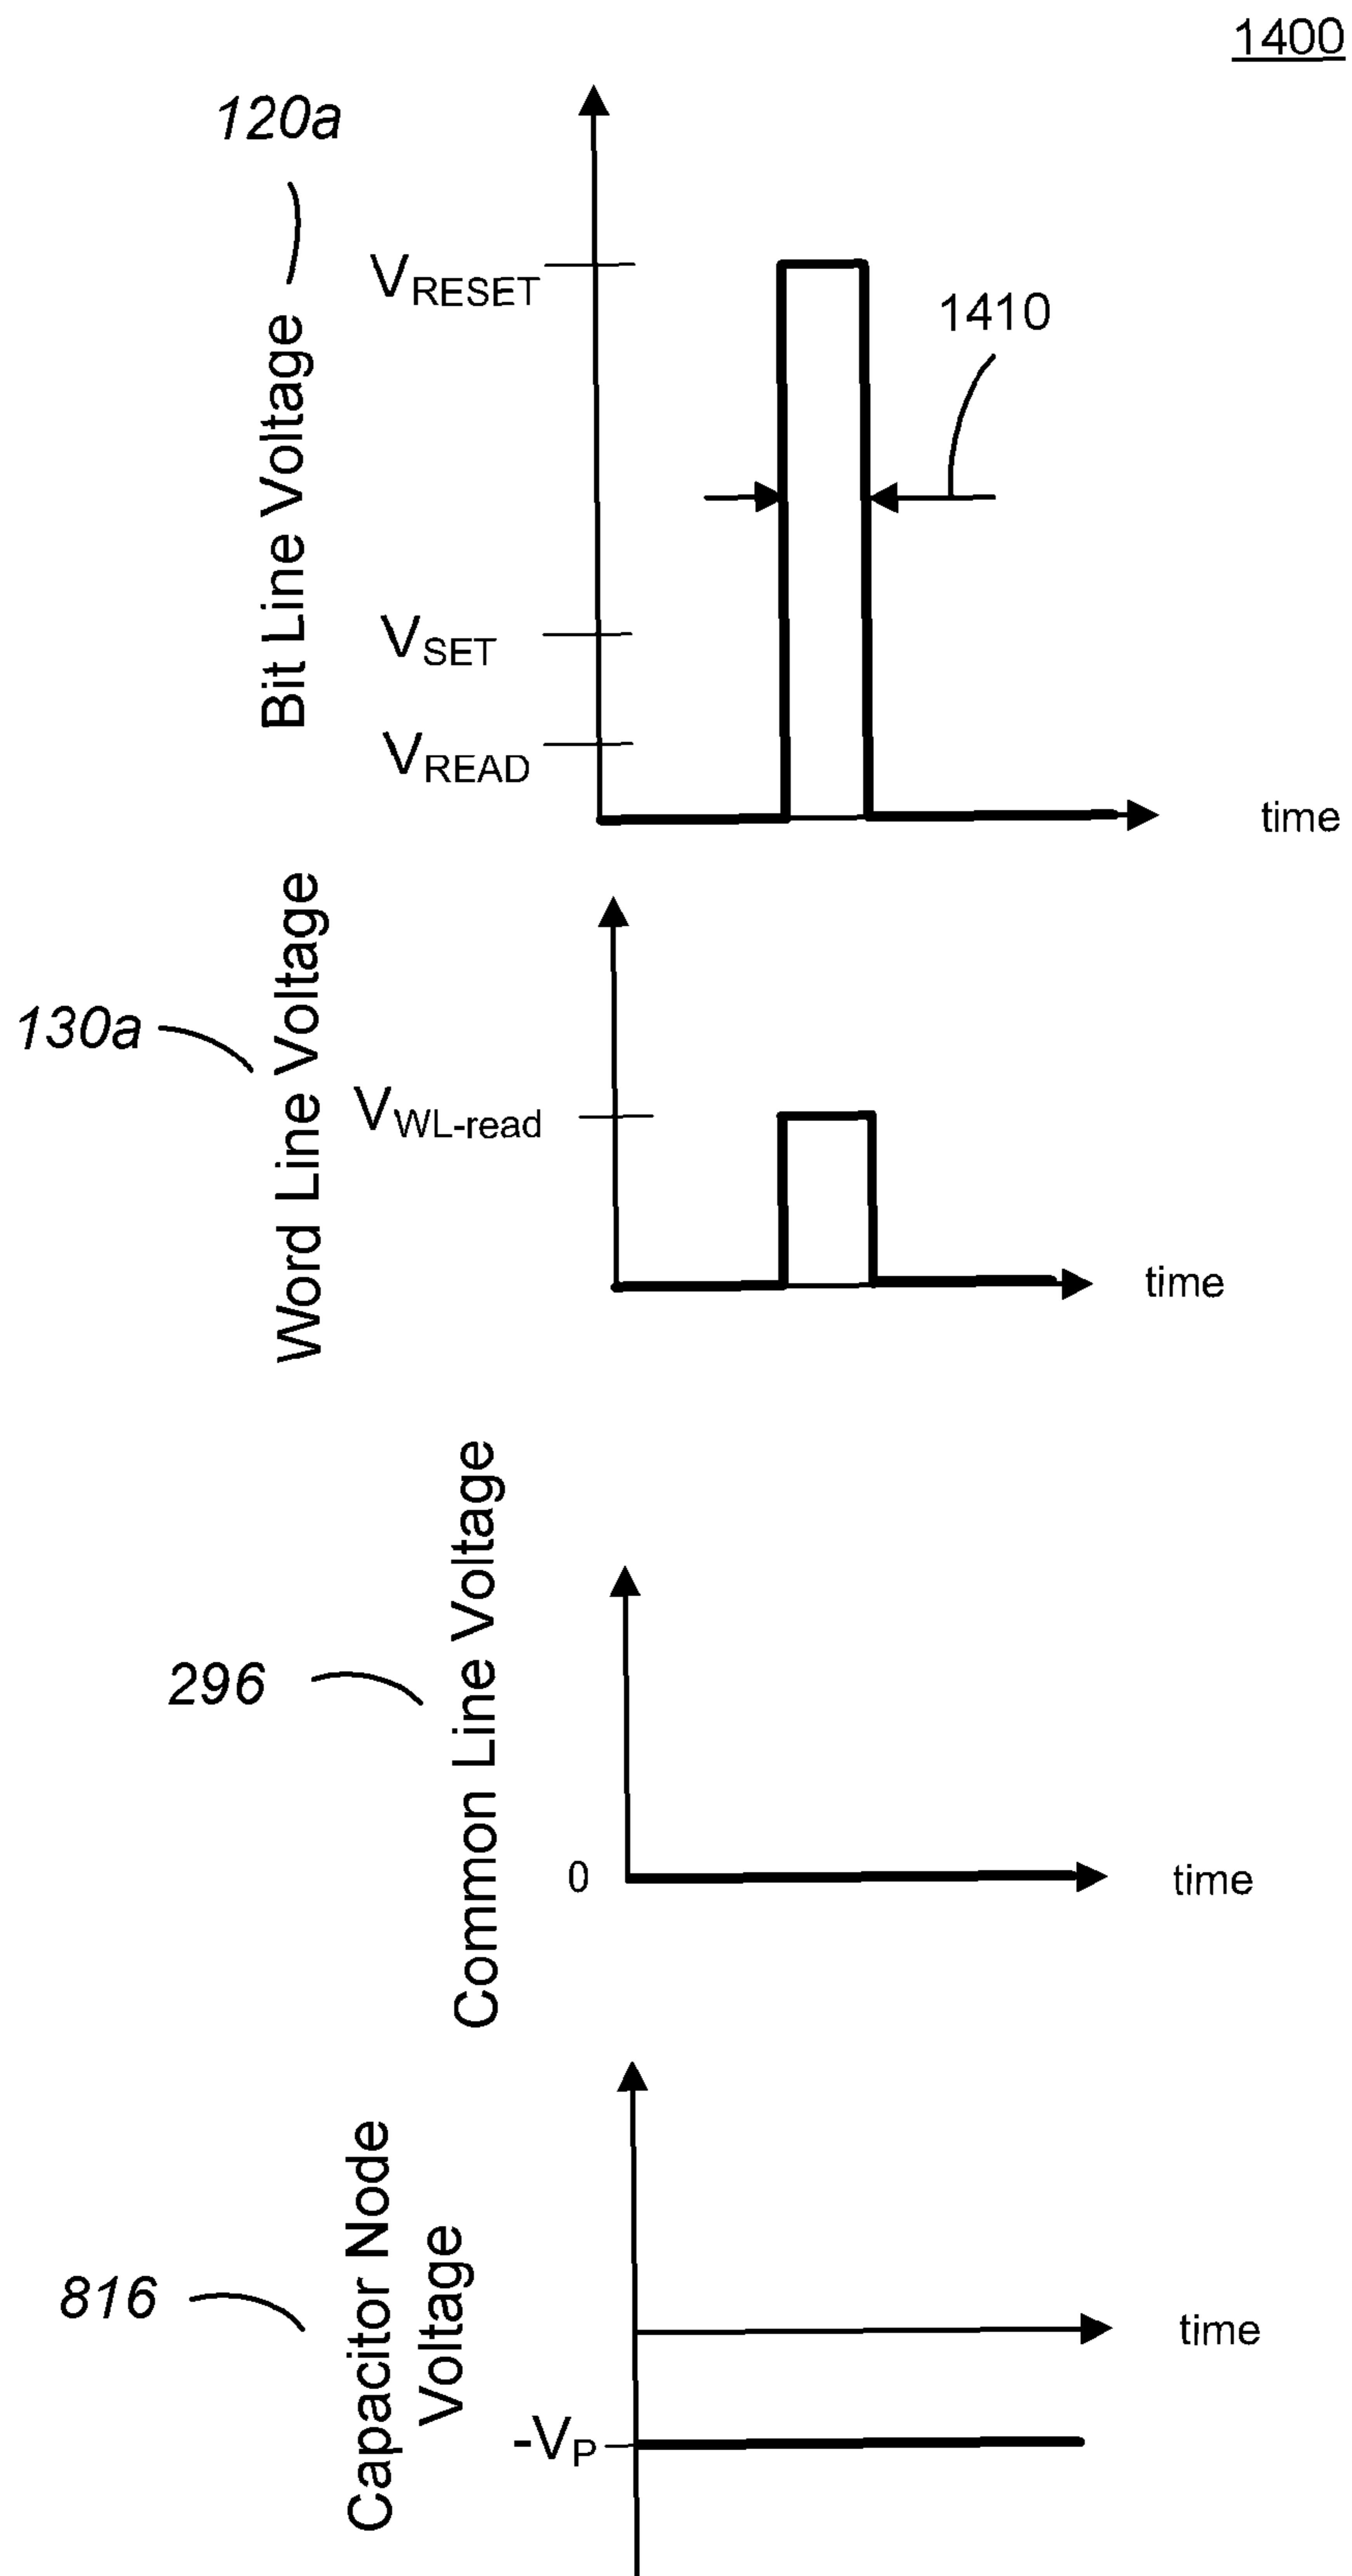 1400
120a
Bit Line Voltage
VRESET
1410
VSET
VREAD
time
130a
Word Line Voltage
VWL-read
time
296
Common Line Voltage
0
time
816
Capacitor Node
Voltage
time
-VP